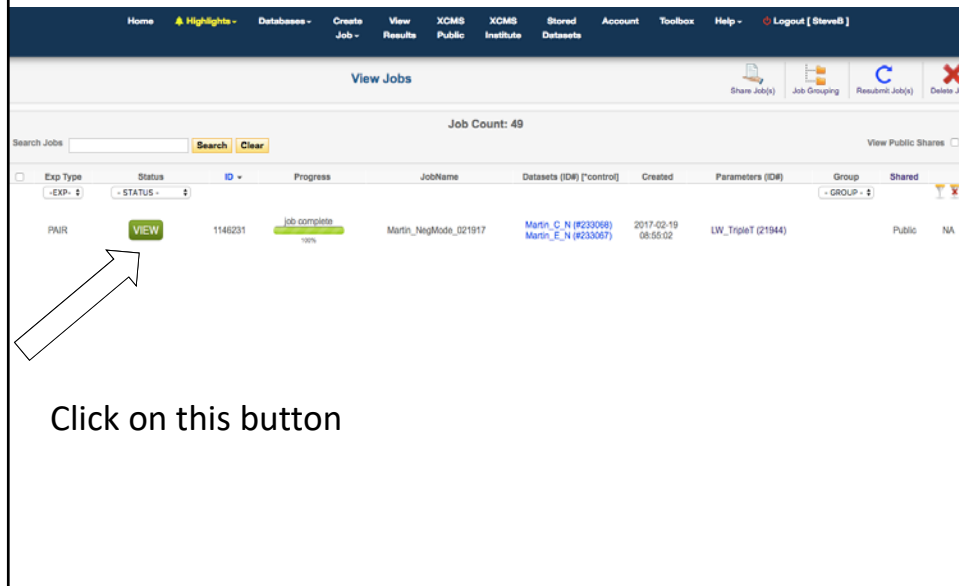 Home Highlights Databases Create Job View Results XCMS Public XCMS Institute Stored Datasets Account Toolbox Help Logout [ SteveB ]
View Jobs
Share Job(s) Job Grouping Resubmit Job(s) Delete J
Job Count: 49
Search Jobs Search Clear View Public Shares
Exp Type Status ID Progress JobName Datasets (ID#) [*control] Created Parameters (ID#) Group Shared
-EXP- - STATUS - - GROUP -
PAIR VIEW 1146231 job complete 100% Martin_NegMode_021917 Martin_C_N (#233068) Martin_E_N (#233067) 2017-02-19 08:55:02 LW_TripleT (21944) Public NA
Click on this button